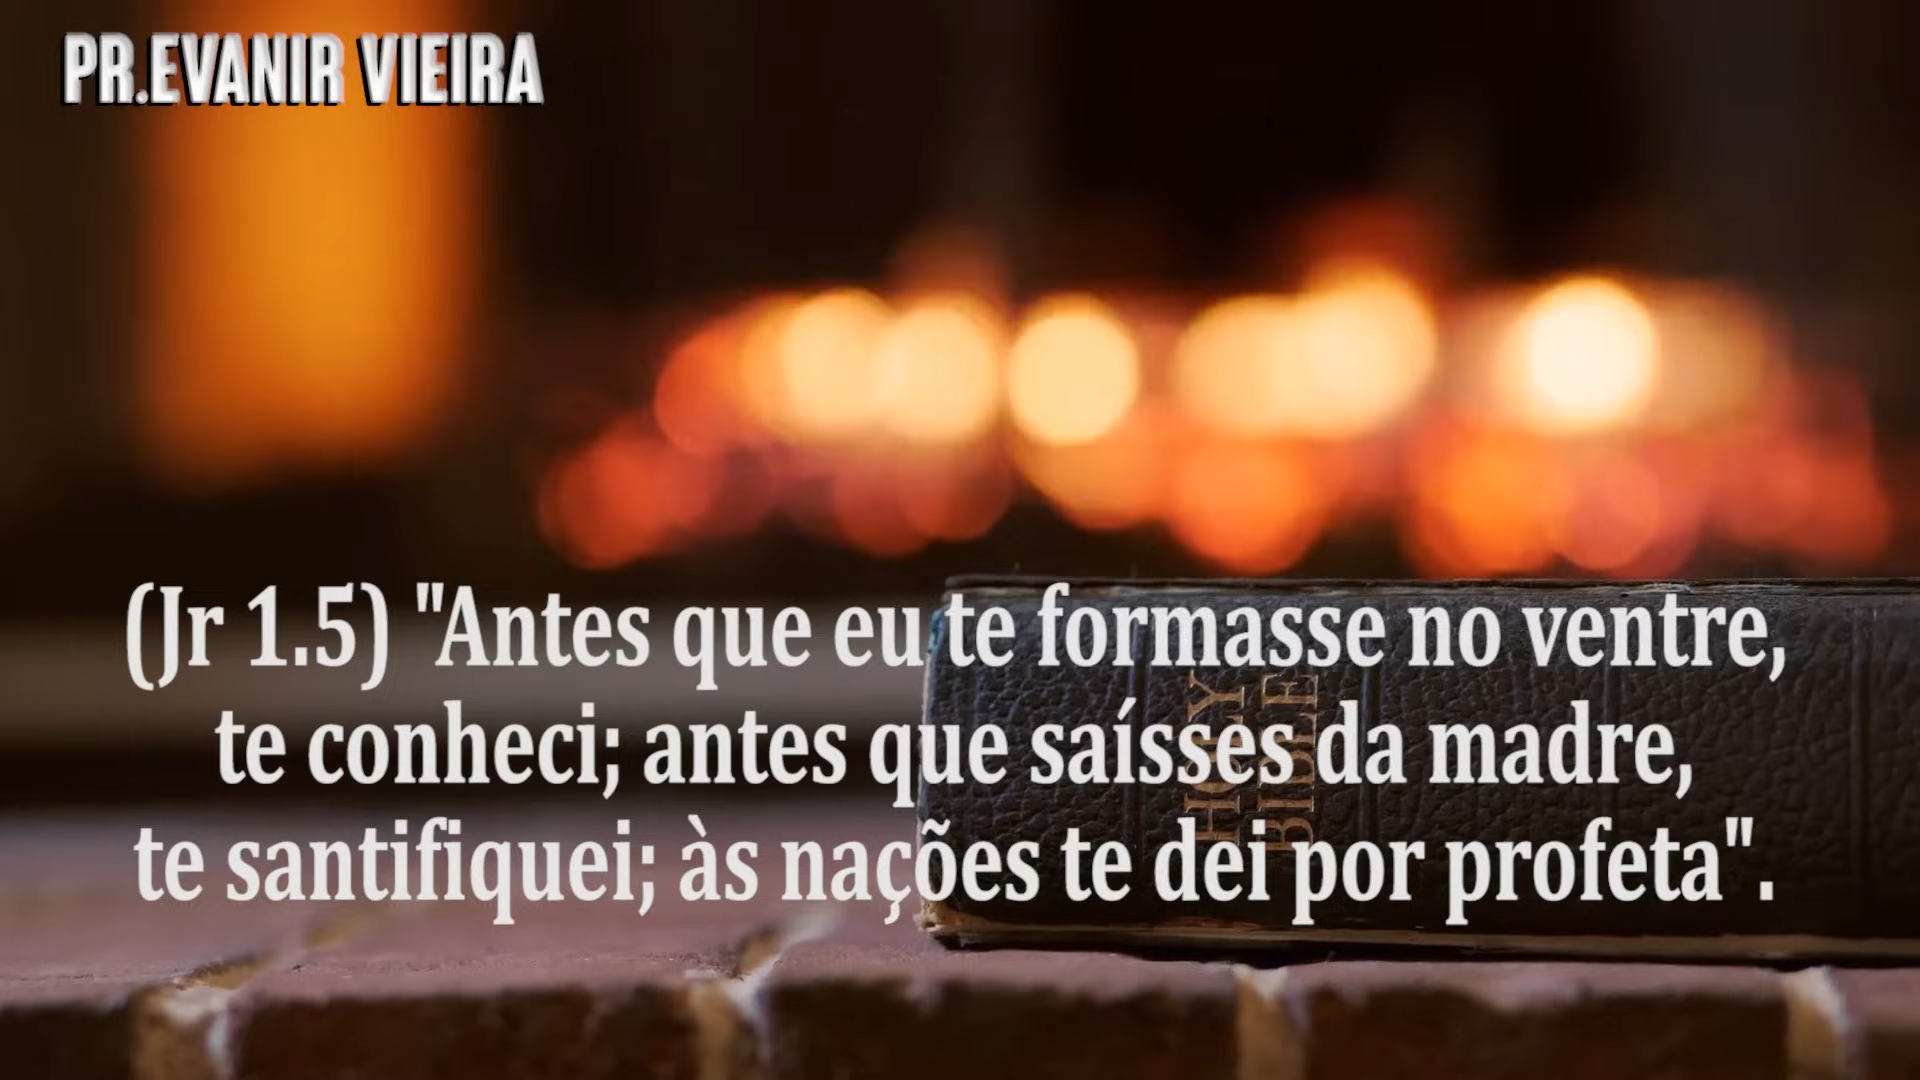 PR.EVANIR VIEIRA
(Jr 1.5) "Antes que eu te formasse no ventre,
te conheci; antes que saísses da madre,
te santifiquei; às nações te dei por profeta".
HOLY
BIBLE